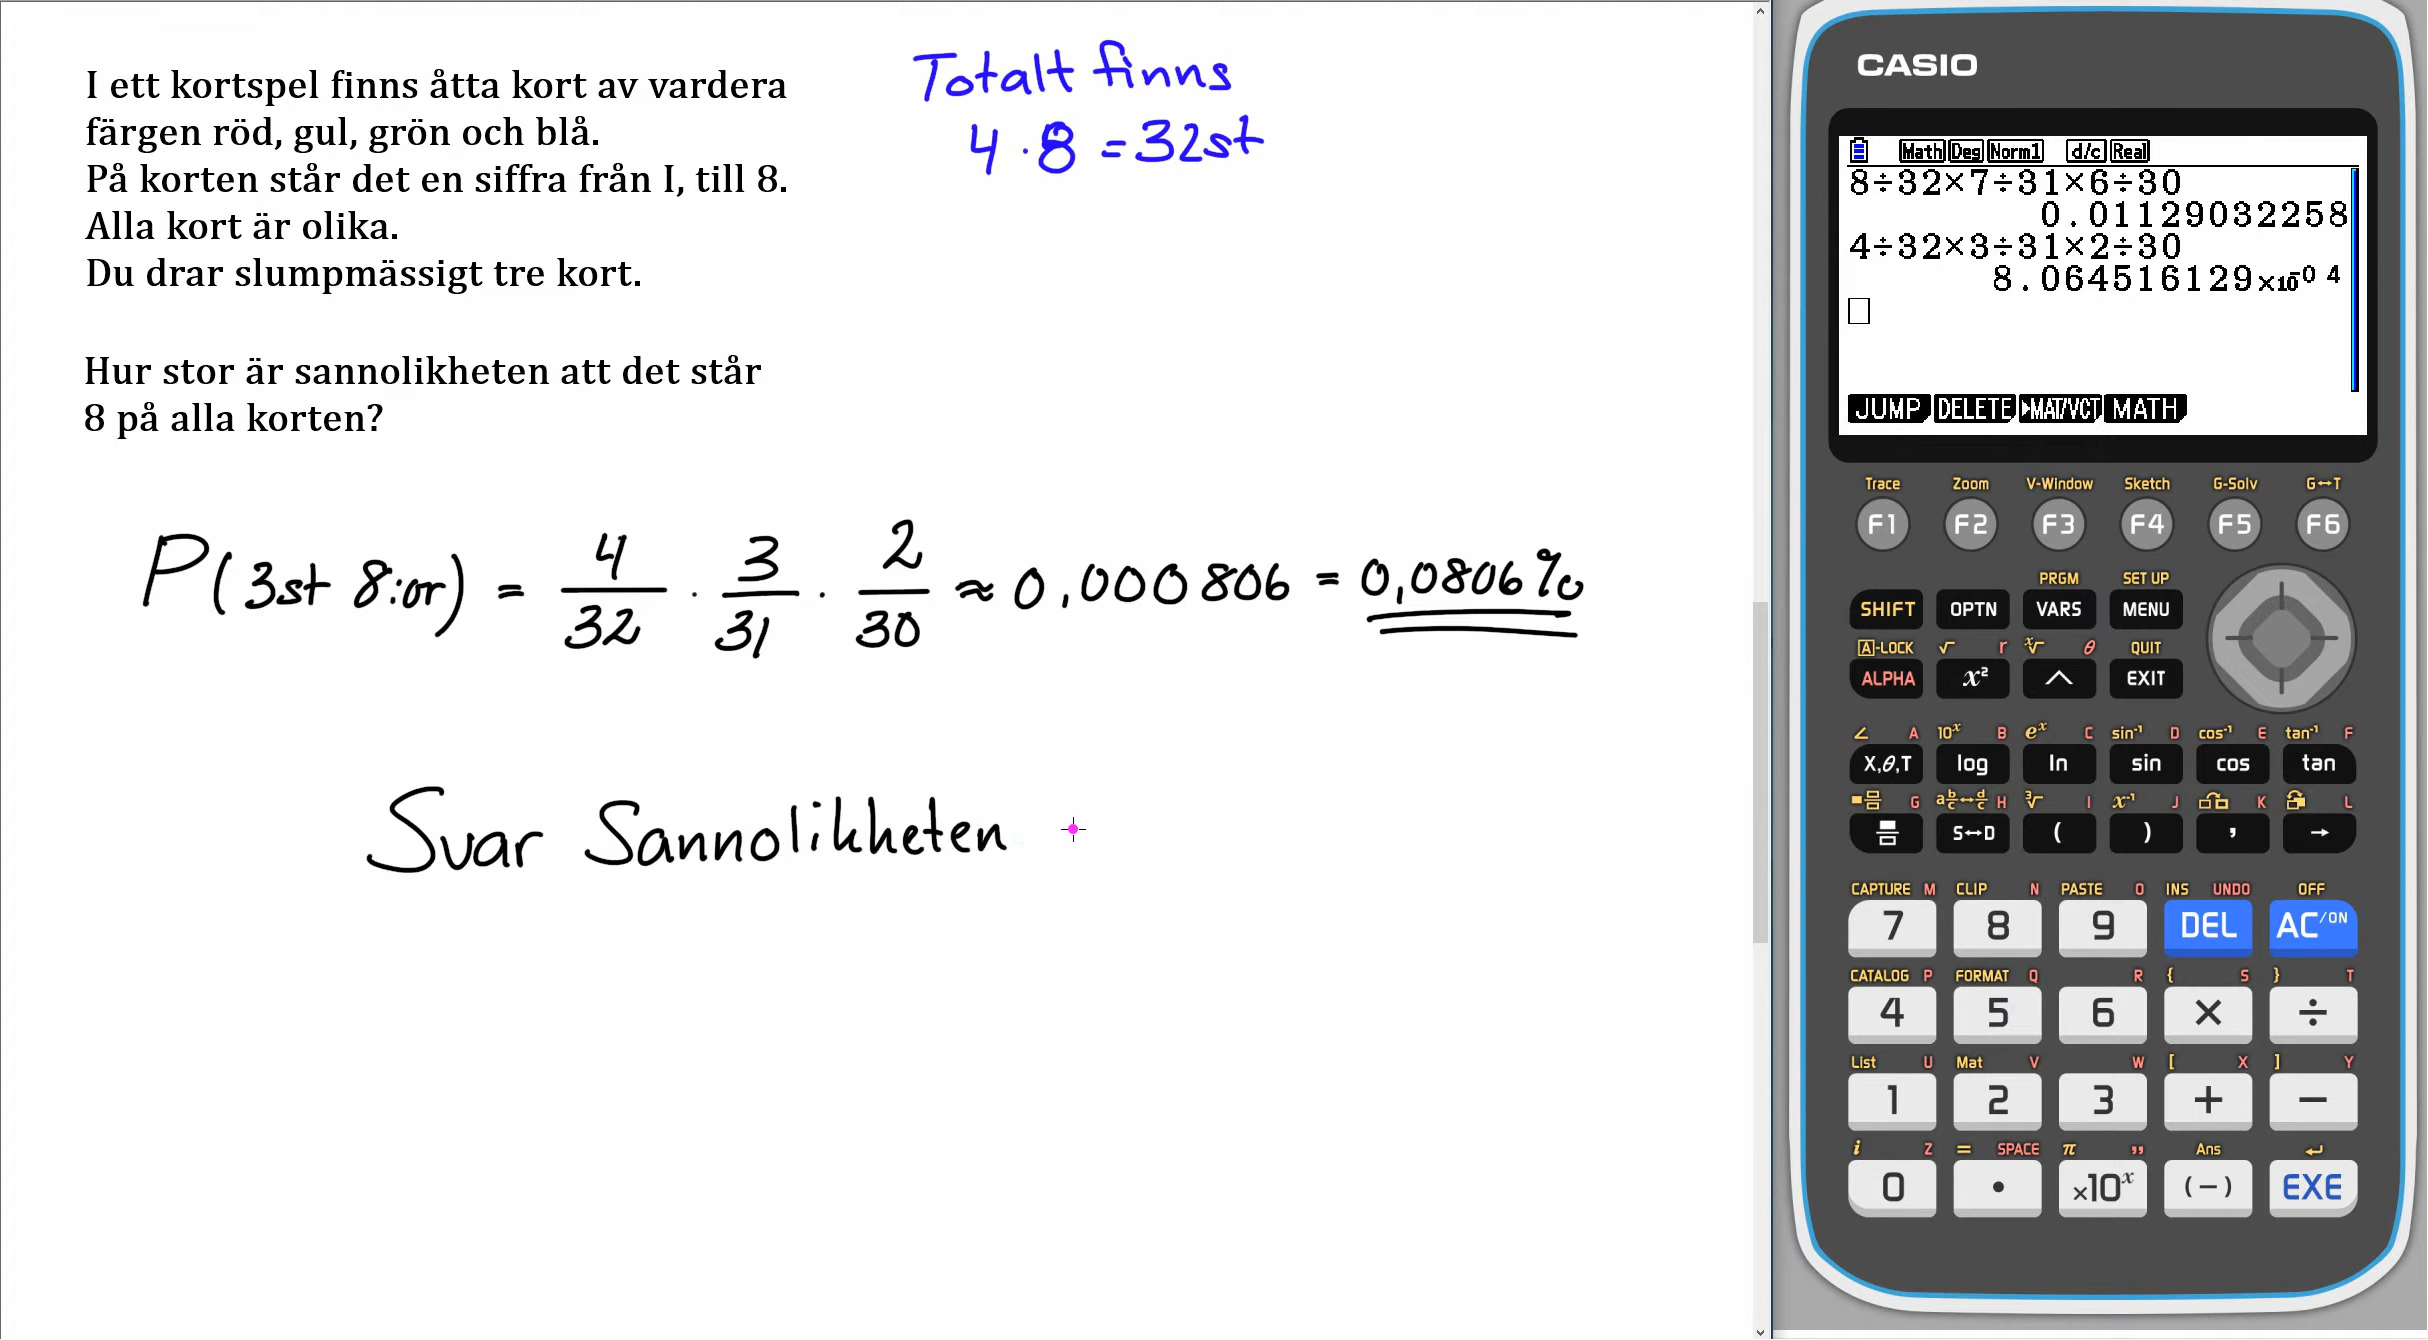 I ett kortspel finns åtta kort av vardera
färgen röd, gul, grön och blå.
På korten står det en siffra från I, till 8.
Alla kort är olika.
Du drar slumpmässigt tre kort.
Hur stor är sannolikheten att det står
8 på alla korten?
Totalt finns
4 · 8 = 32st
P(3st 8:or) = 4/32 · 3/31 · 2/30 ≈ 0,000 806 = 0,0806%
Svar Sannolikheten
CASIO
Math Deg Norm1 d/c Real
8÷32×7÷31×6÷30
0.01129032258
4÷32×3÷31×2÷30
8.064516129×10⁻⁰⁴
JUMP DELETE ▶MAT/VCT MATH
Trace Zoom V-Window Sketch G-Solv G↔T
F1 F2 F3 F4 F5 F6
PRGM SET UP
SHIFT OPTN VARS MENU
A-LOCK √ r ˣ√ θ QUIT
ALPHA x² ^ EXIT
∠ A 10ˣ B eˣ C sin⁻¹ D cos⁻¹ E tan⁻¹ F
X,θ,T log ln sin cos tan
G a b/c↔d/c H ³√ I x⁻¹ J K L
S↔D ( ) , →
CAPTURE M CLIP N PASTE O INS UNDO OFF
7 8 9 DEL AC/ON
CATALOG P FORMAT Q R { S } T
4 5 6 × ÷
List U Mat V W [ X ] Y
1 2 3 + −
i Z = SPACE π " Ans ↵
0 • ×10ˣ (−) EXE